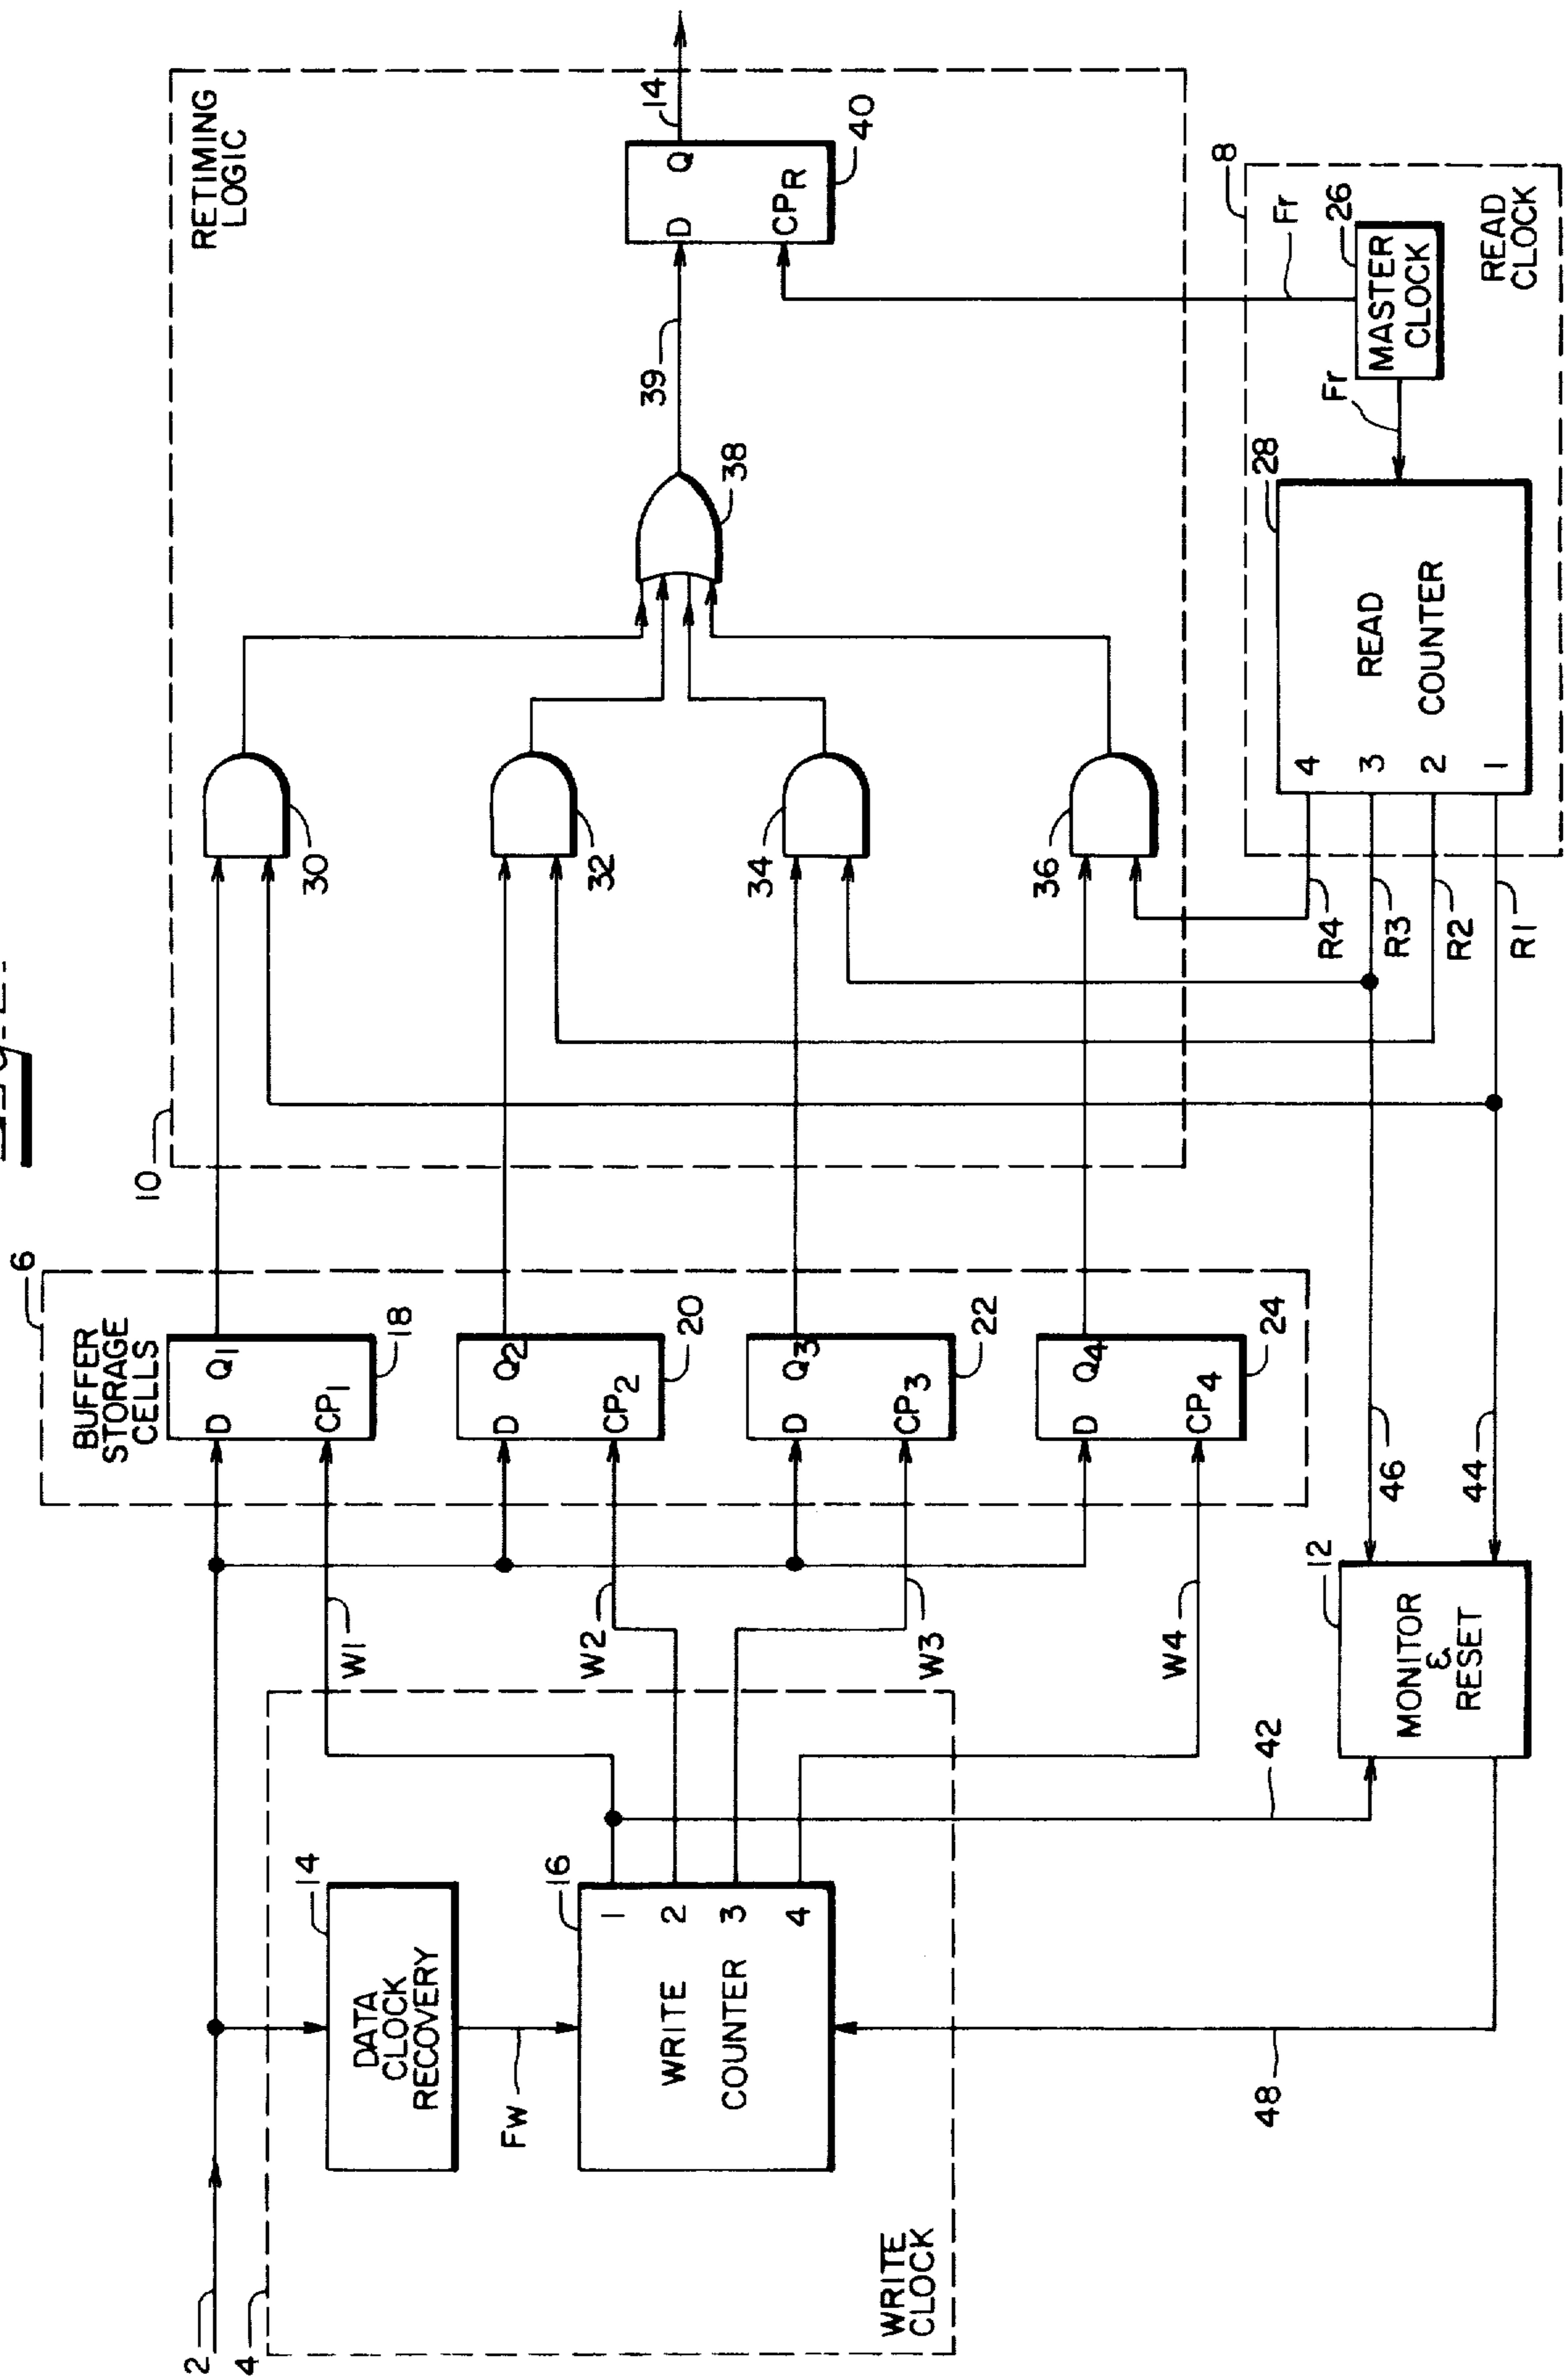 2
4
WRITE
CLOCK
14
DATA
CLOCK
RECOVERY
Fw
16
WRITE
COUNTER
1
2
3
4
48
42
W1
W2
W3
W4
12
MONITOR
&
RESET
46
44
6
BUFFER
STORAGE
CELLS
D Q1
CP1
18
D Q2
CP2
20
D Q3
CP3
22
D Q4
CP4
24
10
RETIMING
LOGIC
30
32
34
36
38
39
D Q
CPR
40
14
R4
R3
R2
R1
28
4
3
2
1
READ
COUNTER
Fr
Fr
MASTER
CLOCK
26
8
READ
CLOCK